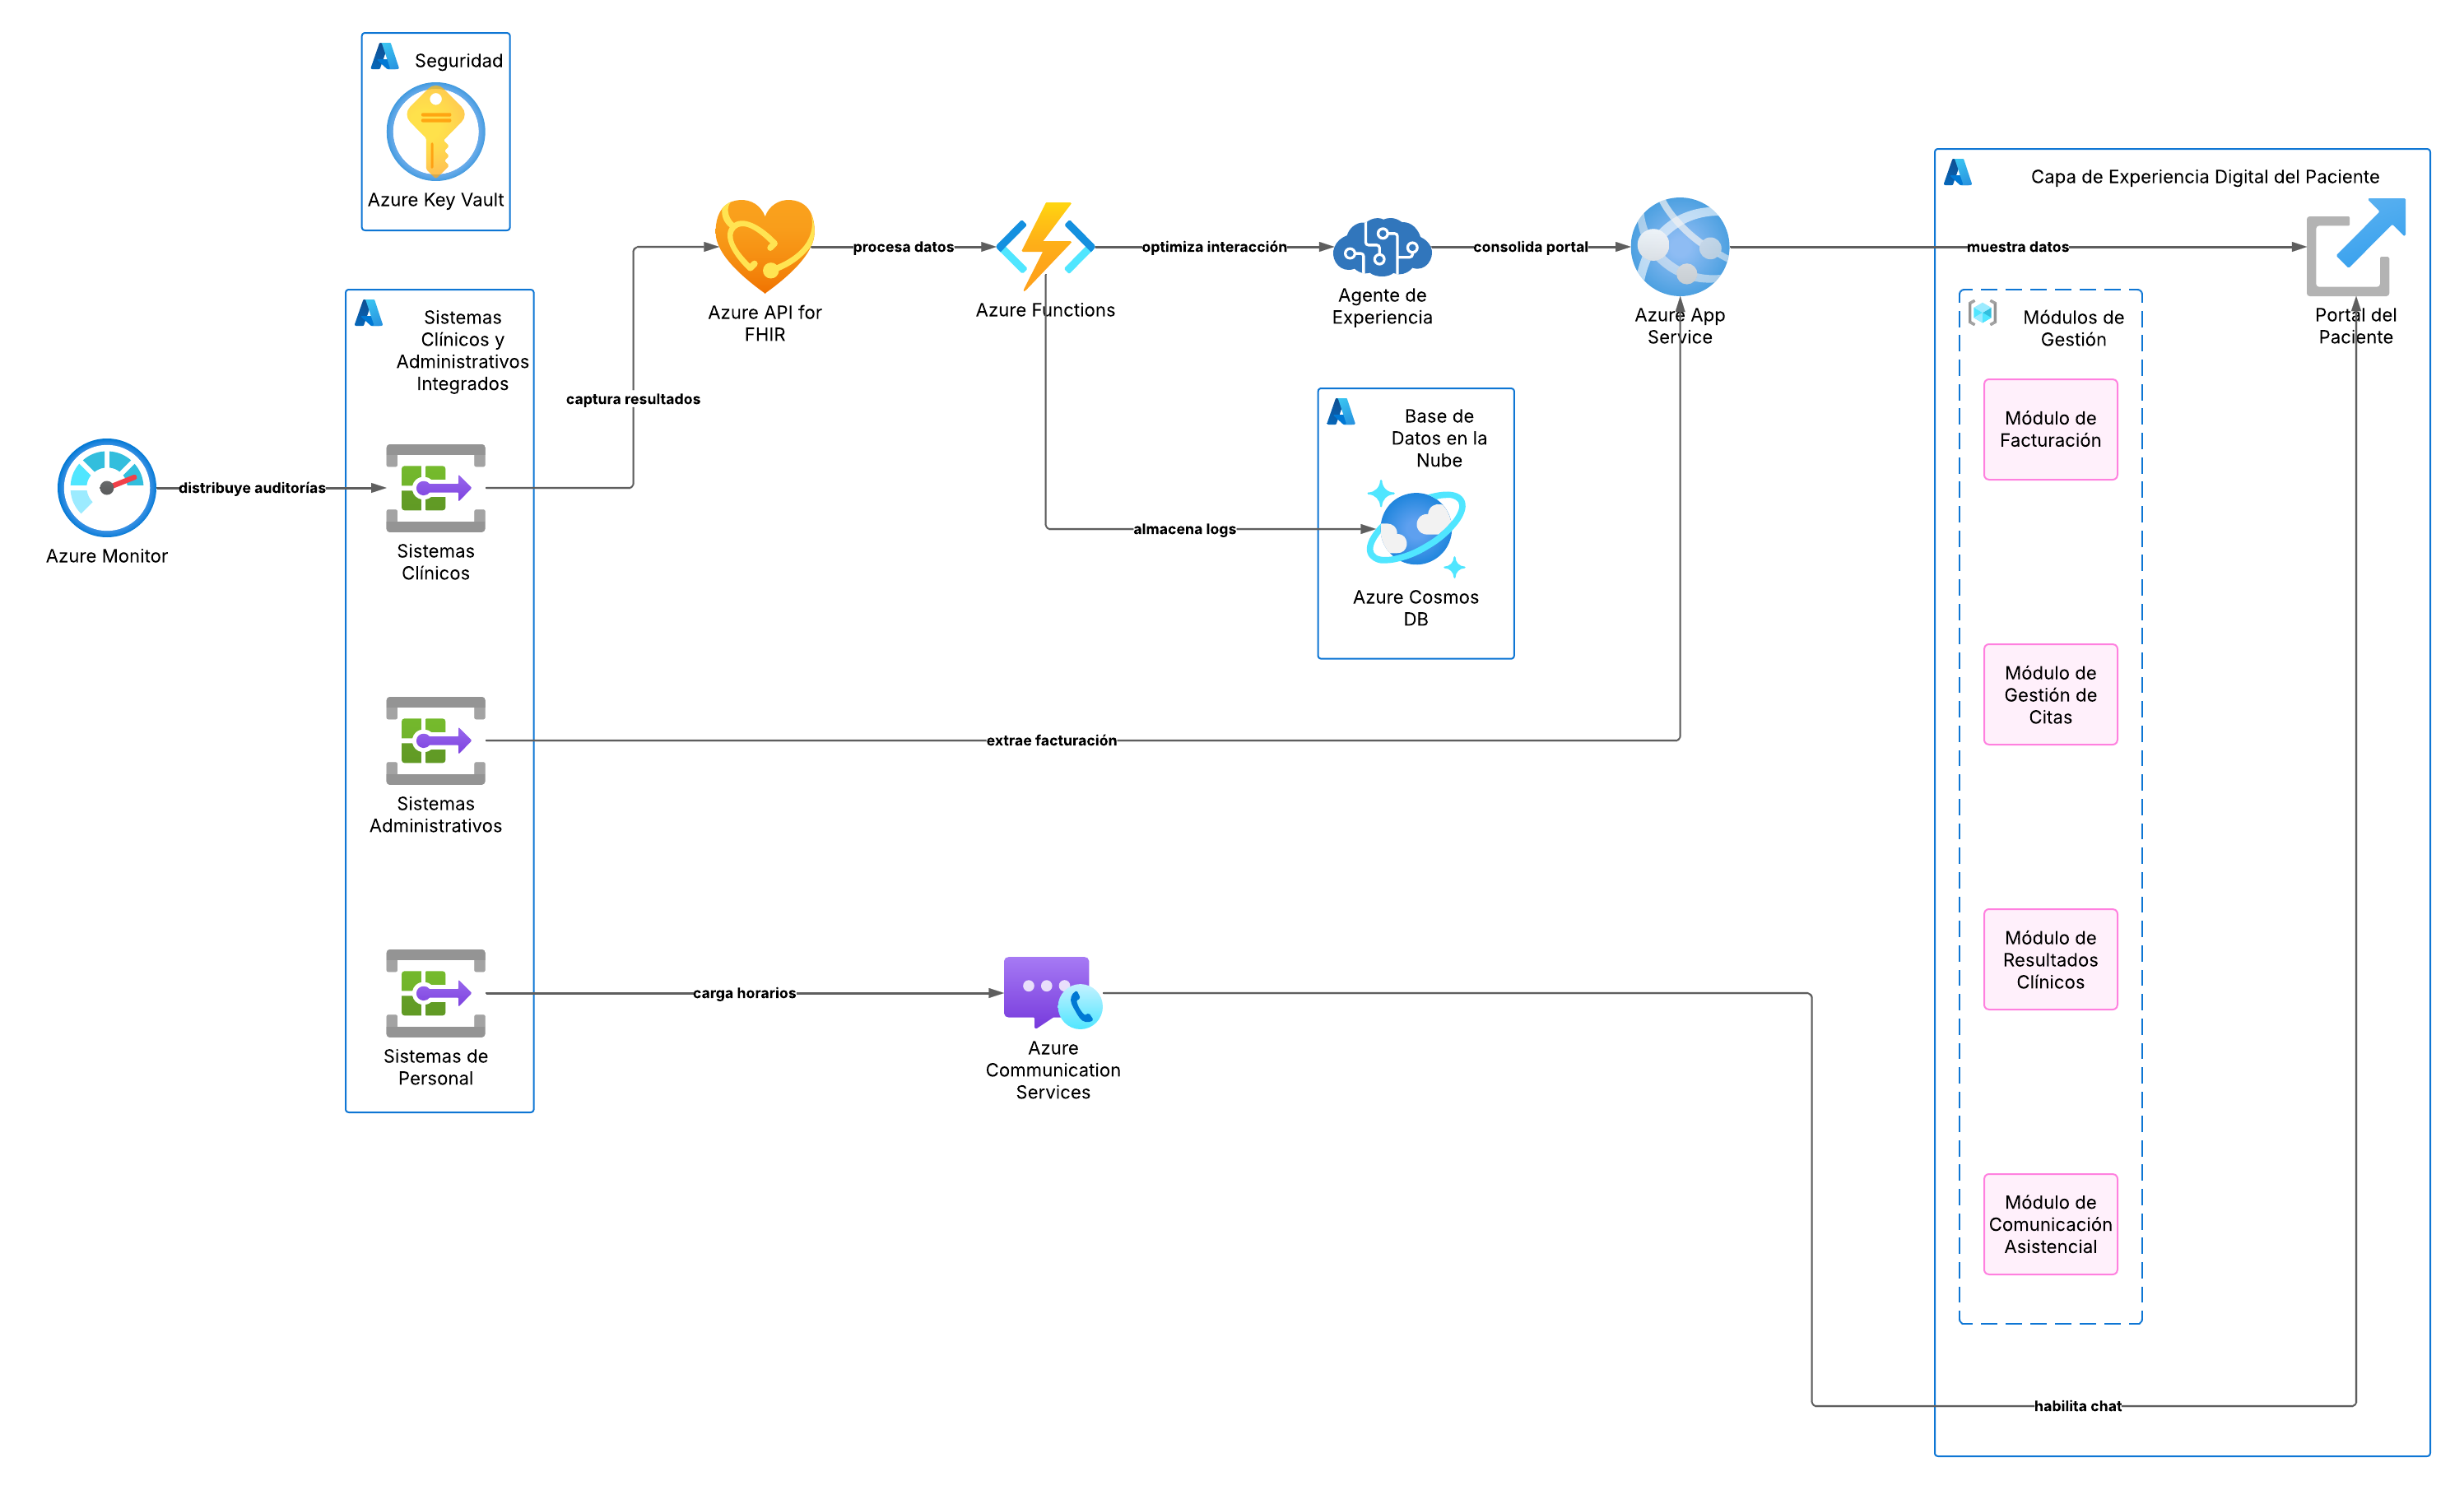 Seguridad
Azure Key Vault
Capa de Experiencia Digital del Paciente
captura resultados
Azure API for
FHIR
procesa datos
Azure Functions
optimiza interacción
Agente de
Experiencia
consolida portal
Azure App
Service
muestra datos
Portal del
Paciente
Sistemas
Clínicos y
Administrativos
Integrados
Azure Monitor
distribuye auditorías
Sistemas
Clínicos
Sistemas
Administrativos
Sistemas de
Personal
Base de
Datos en la
Nube
almacena logs
Azure Cosmos
DB
extrae facturación
carga horarios
Azure
Communication
Services
Módulos de
Gestión
Módulo de
Facturación
Módulo de
Gestión de
Citas
Módulo de
Resultados
Clínicos
Módulo de
Comunicación
Asistencial
habilita chat